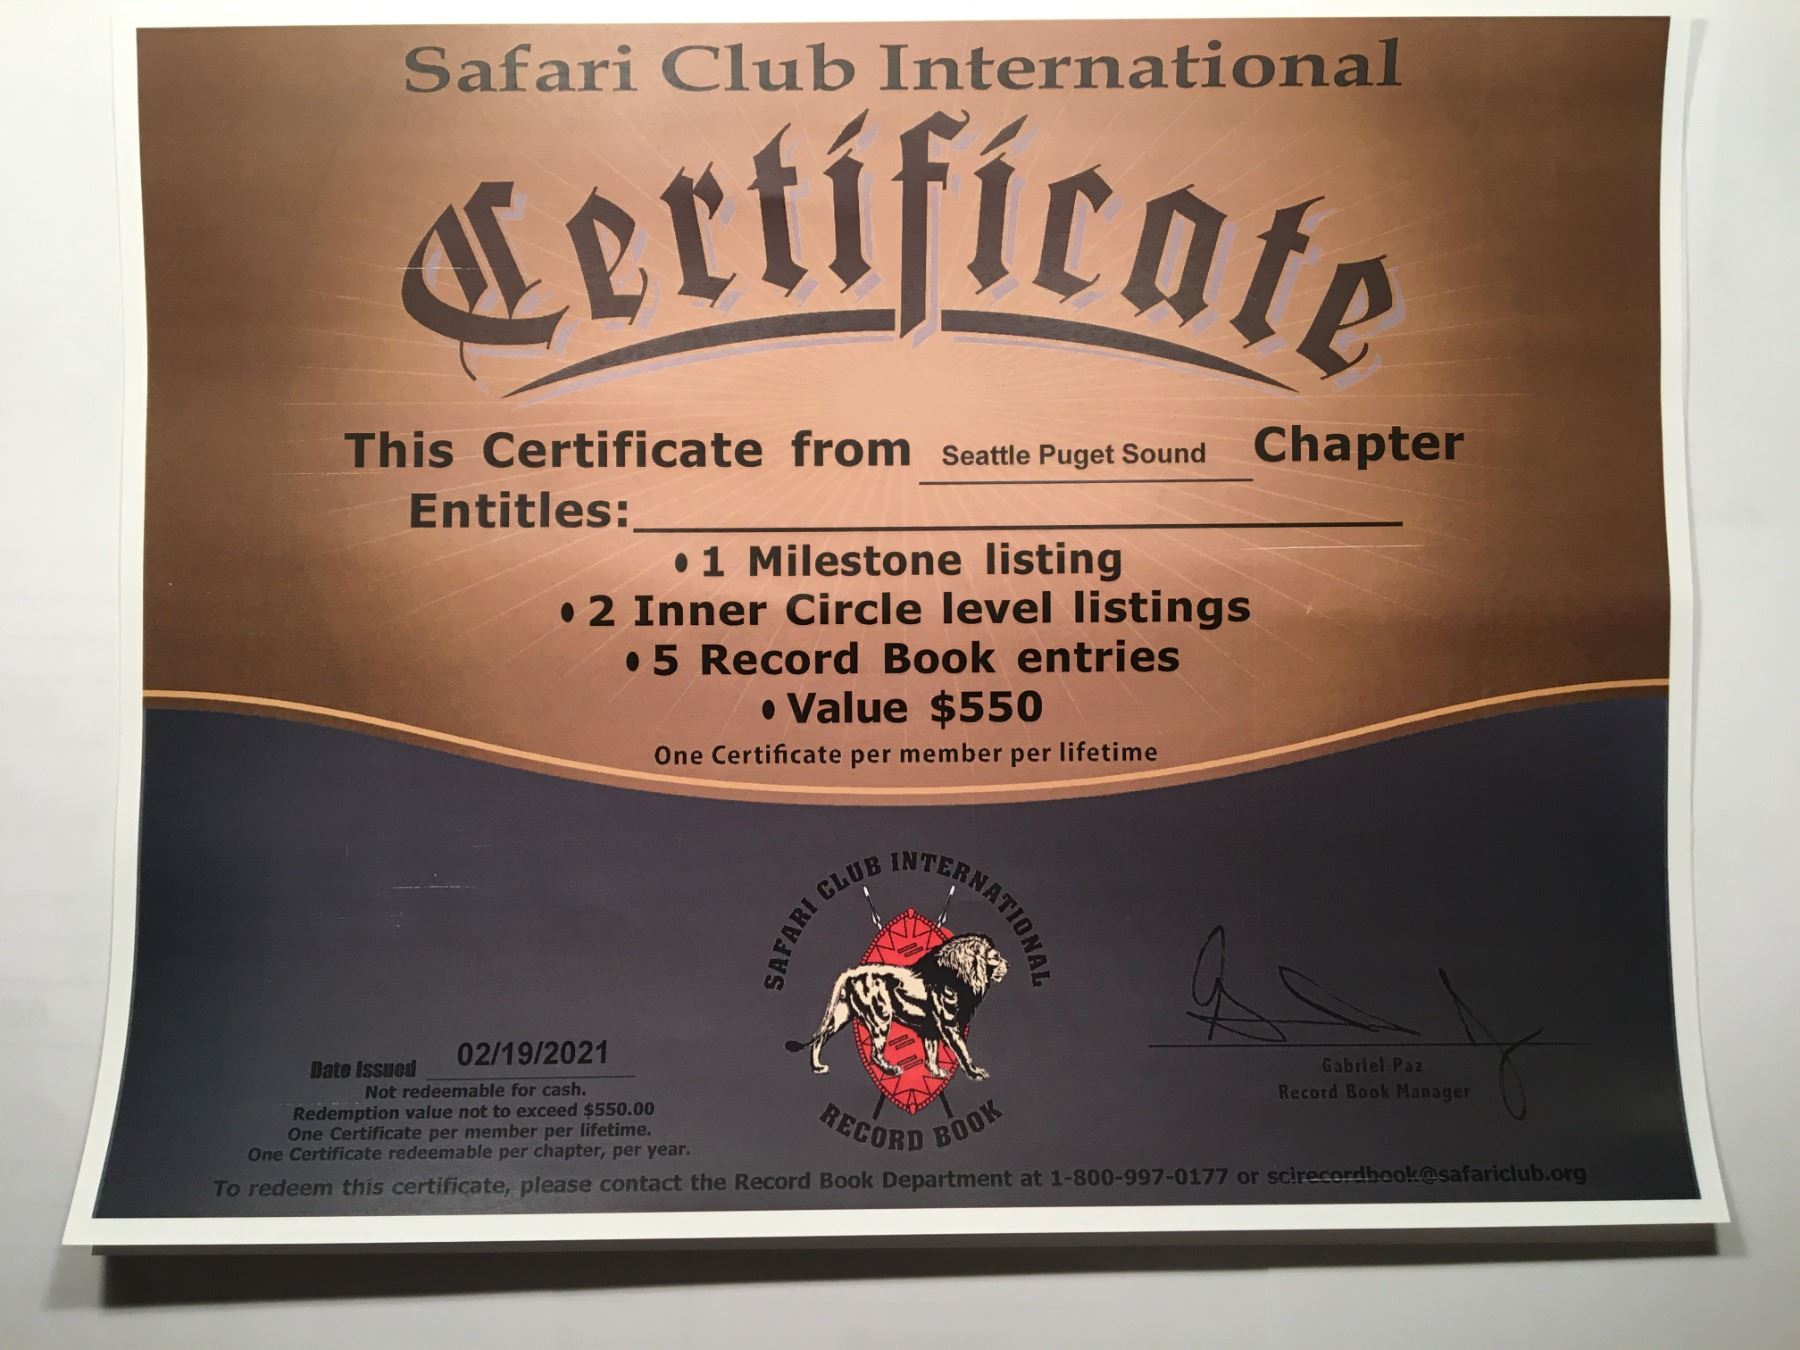 Safari Club International
Certificate
This Certificate from Seattle Puget Sound Chapter
Entitles:
• 1 Milestone listing
• 2 Inner Circle level listings
• 5 Record Book entries
• Value $550
One Certificate per member per lifetime
SAFARI CLUB INTERNATIONAL
RECORD BOOK
Date Issued 02/19/2021
Not redeemable for cash.
Redemption value not to exceed $550.00
One Certificate per member per lifetime.
One Certificate redeemable per chapter, per year.
Gabriel Paz
Record Book Manager
To redeem this certificate, please contact the Record Book Department at 1-800-997-0177 or scirecordbook@safariclub.org